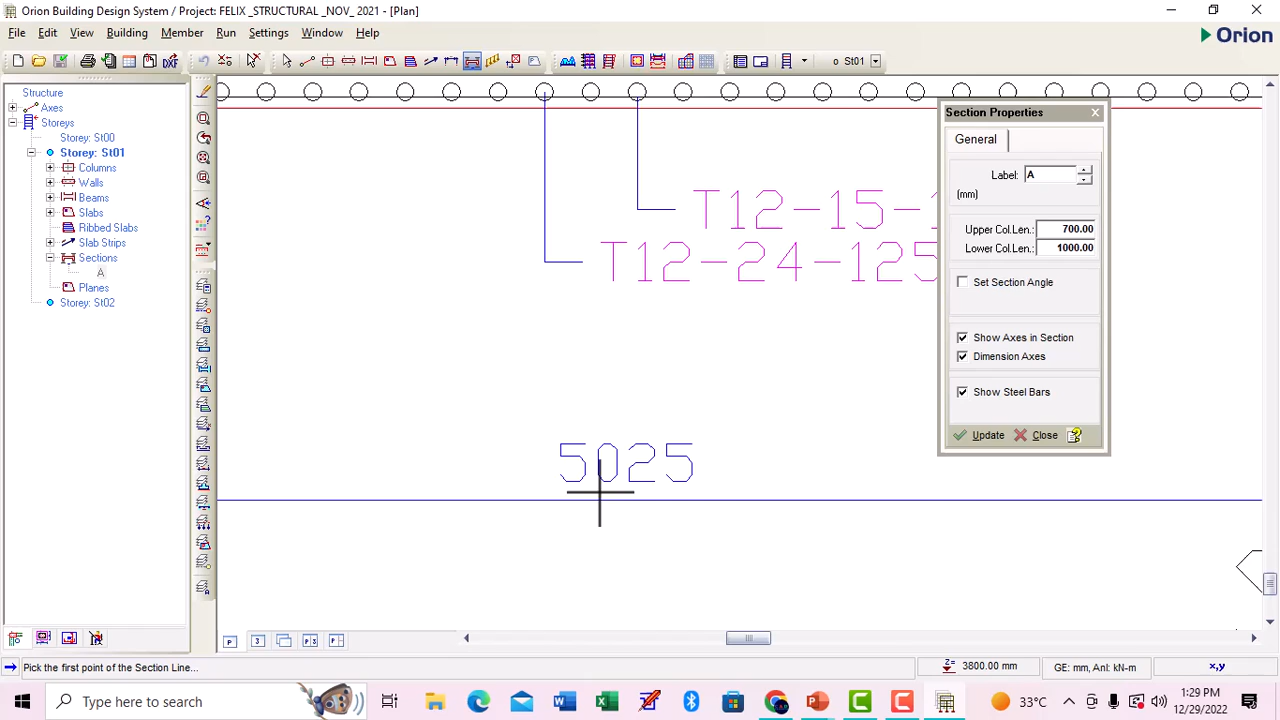 Orion Building Design System / Project: FELIX _STRUCTURAL _NOV_ 2021 - [Plan]
File Edit View Building Member Run Settings Window Help
Orion
St01
Structure
Axes
Storeys
Storey: St00
Storey: St01
Columns
Walls
Beams
Slabs
Ribbed Slabs
Slab Strips
Sections
A
Planes
Storey: St02
T12-15-
T12-24-125
5025
Section Properties
General
Label: A
(mm)
Upper Col.Len.: 700.00
Lower Col.Len.: 1000.00
Set Section Angle
Show Axes in Section
Dimension Axes
Show Steel Bars
Update Close
Pick the first point of the Section Line...
Z= 3800.00 mm
GE: mm, Anl: kN-m
x,y
Type here to search
33°C
1:29 PM
12/29/2022